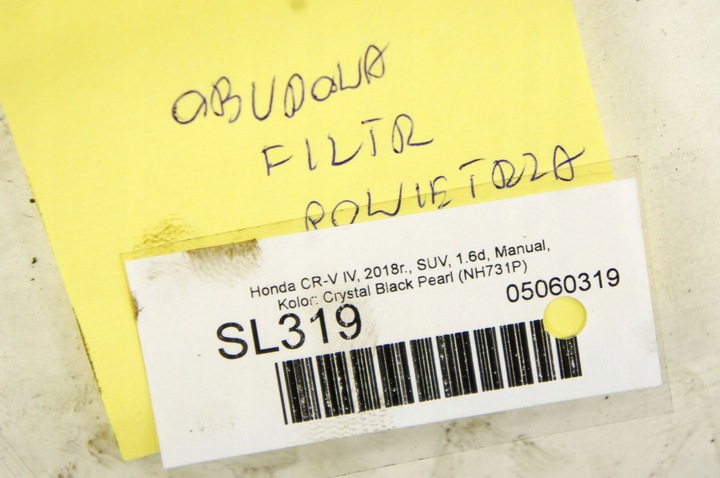 OBUDOWA
FILTR
POWIETRZA
Honda CR-V IV, 2018r., SUV, 1.6d, Manual,
Kolor: Crystal Black Pearl (NH731P)
SL319
05060319